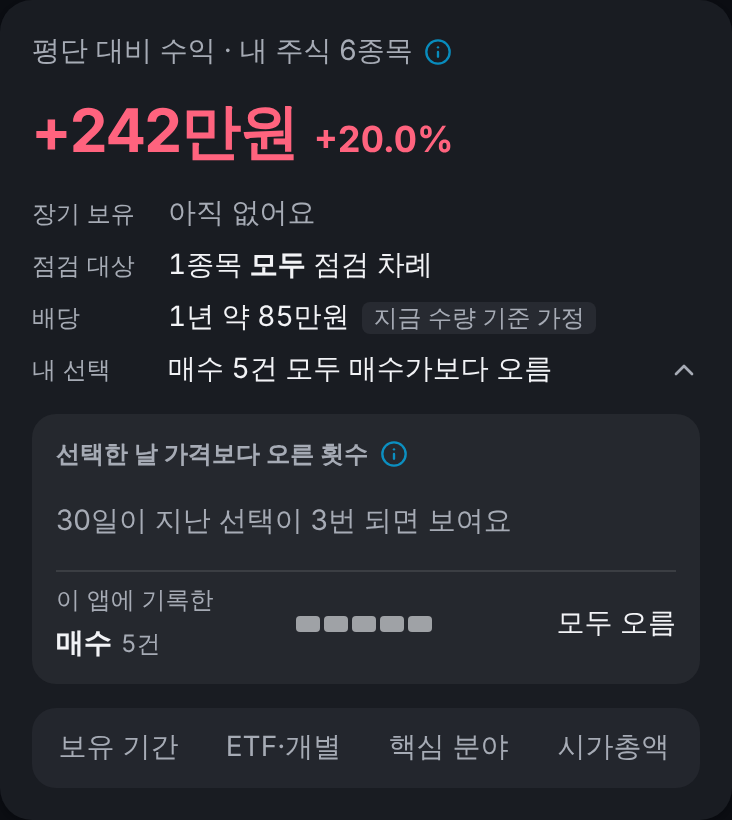 평단 대비 수익 · 내 주식 6종목
+242만원 +20.0%
장기 보유 아직 없어요
점검 대상 1종목 모두 점검 차례
배당 1년 약 85만원 지금 수량 기준 가정
내 선택 매수 5건 모두 매수가보다 오름
선택한 날 가격보다 오른 횟수
30일이 지난 선택이 3번 되면 보여요
이 앱에 기록한
매수 5건 모두 오름
보유 기간 ETF·개별 핵심 분야 시가총액